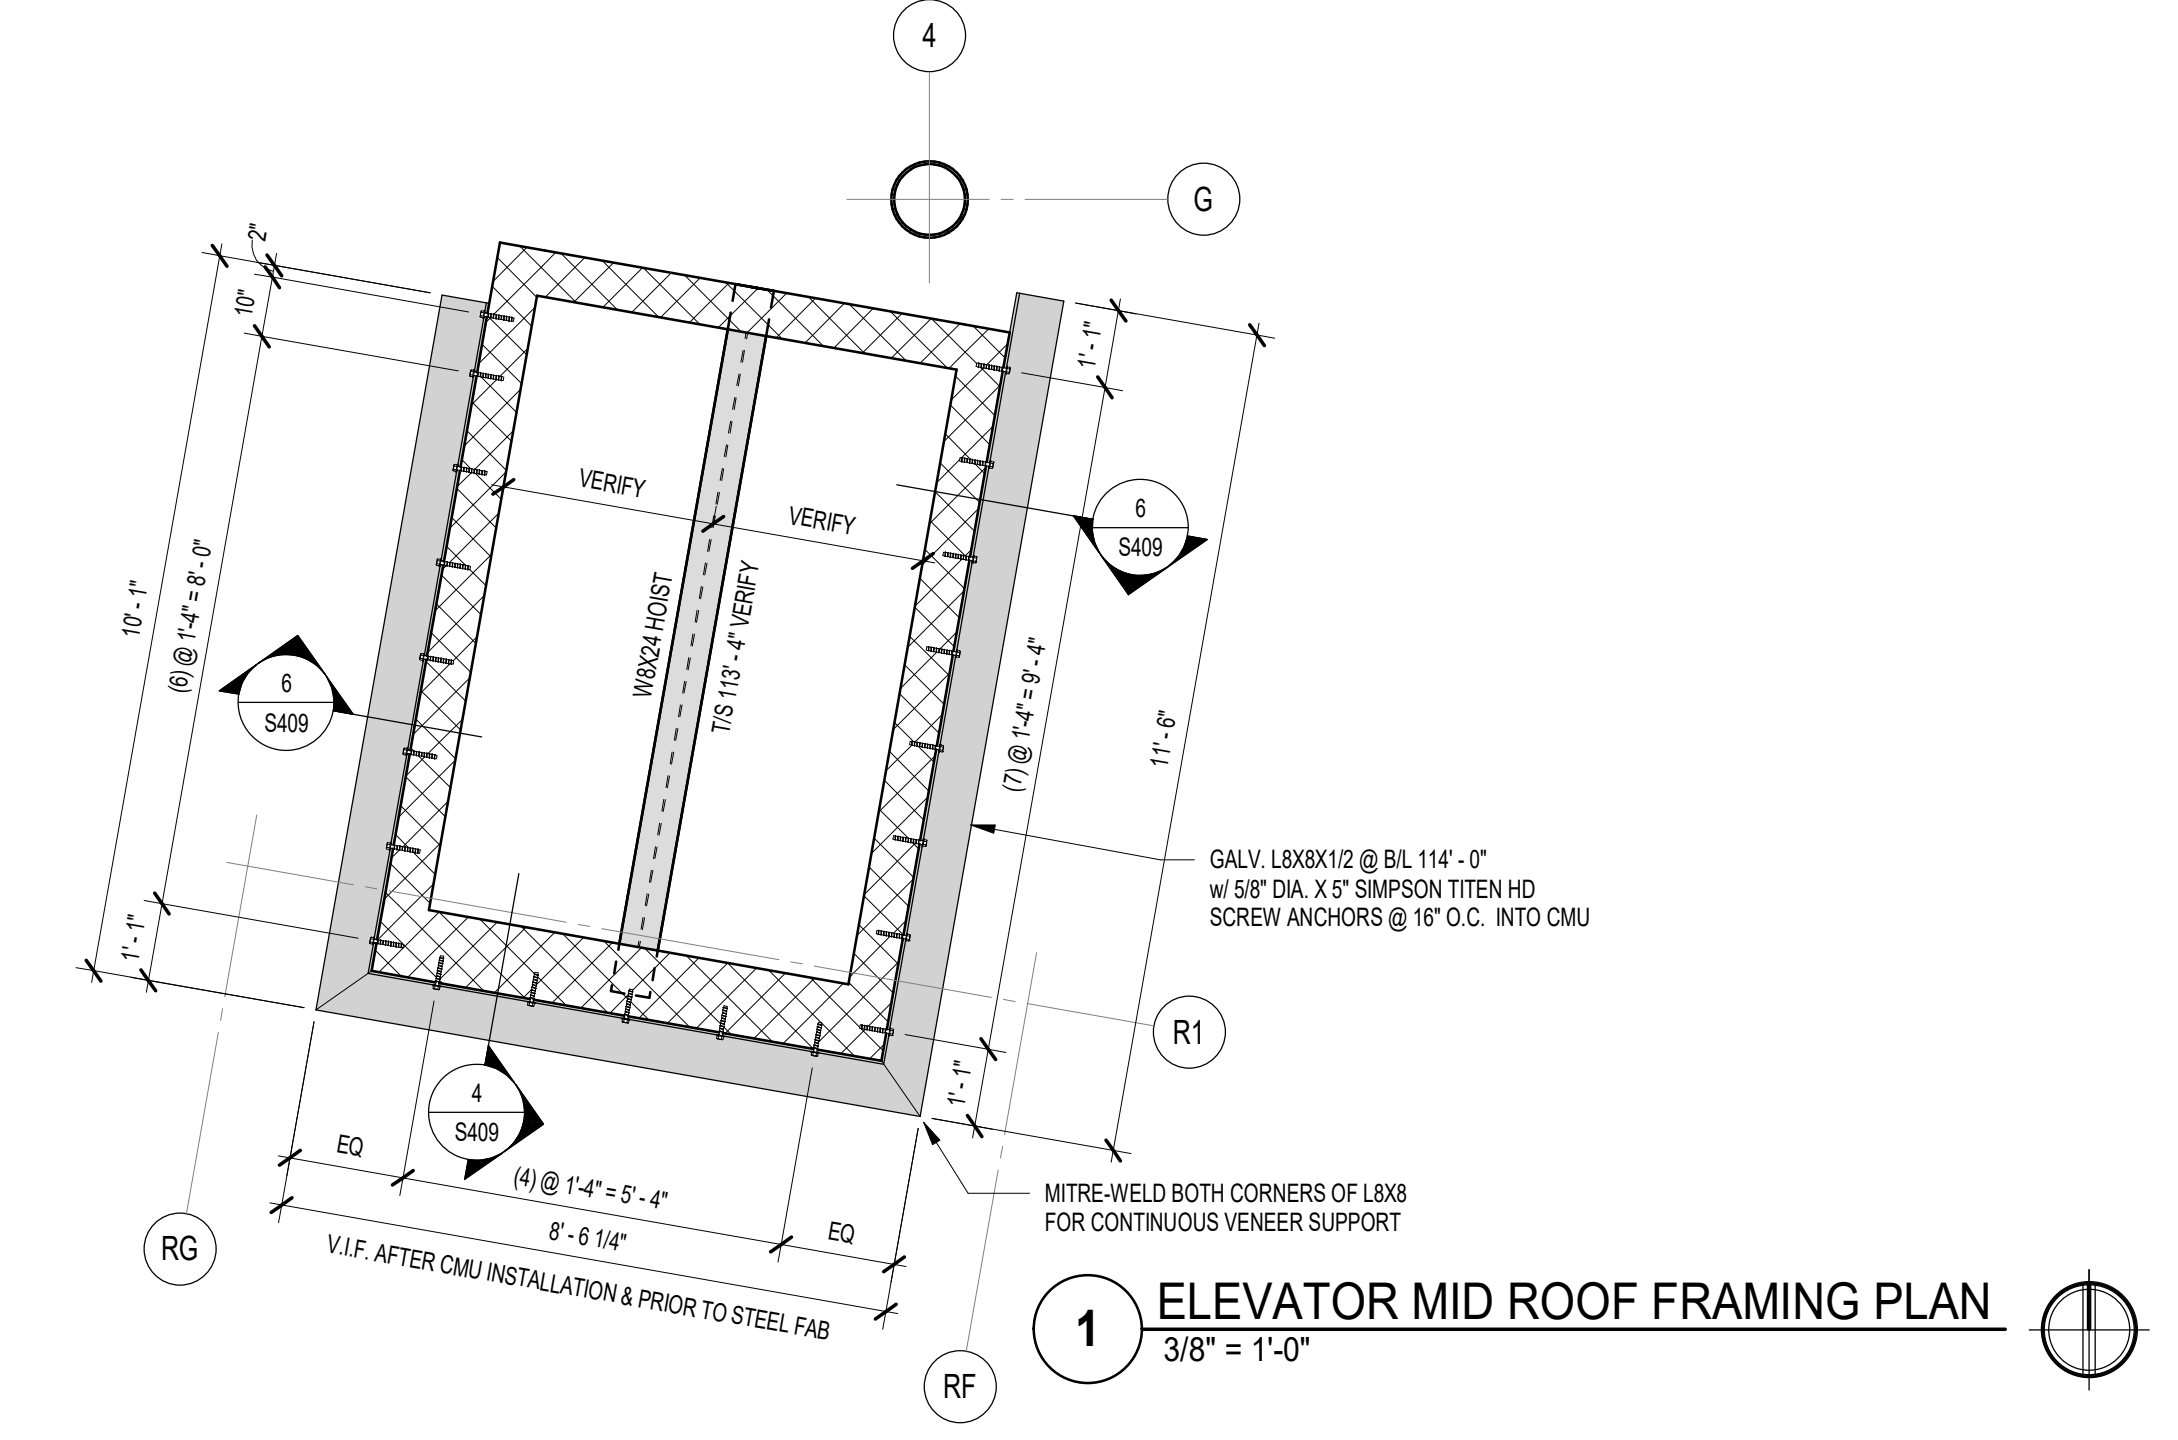 4
G
2"
10"
1' - 1"
VERIFY
VERIFY
6
S409
10' - 1"
(6) @ 1'-4" = 8' - 0"
W8X24 HOIST
T/S 113' - 4" VERIFY
6
S409
(7) @ 1'-4" = 9' - 4"
11' - 6"
GALV. L8X8X1/2 @ B/L 114' - 0"
w/ 5/8" DIA. X 5" SIMPSON TITEN HD
SCREW ANCHORS @ 16" O.C. INTO CMU
1' - 1"
R1
1' - 1"
4
S409
EQ
(4) @ 1'-4" = 5' - 4"
EQ
8' - 6 1/4"
V.I.F. AFTER CMU INSTALLATION & PRIOR TO STEEL FAB
MITRE-WELD BOTH CORNERS OF L8X8
FOR CONTINUOUS VENEER SUPPORT
RG
RF
1
ELEVATOR MID ROOF FRAMING PLAN
3/8" = 1'-0"